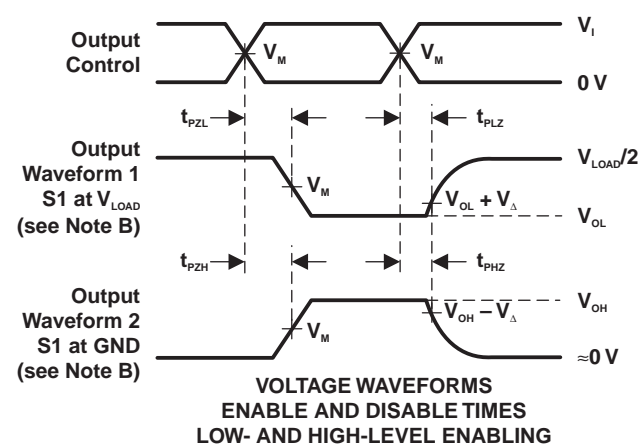 Output
Control
V_M
V_M
V_I
0 V
t_PZL
t_PLZ
Output
Waveform 1
S1 at V_LOAD
(see Note B)
V_M
V_OL + V_Δ
V_LOAD/2
V_OL
t_PZH
t_PHZ
Output
Waveform 2
S1 at GND
(see Note B)
V_M
V_OH − V_Δ
V_OH
≈0 V
VOLTAGE WAVEFORMS
ENABLE AND DISABLE TIMES
LOW- AND HIGH-LEVEL ENABLING